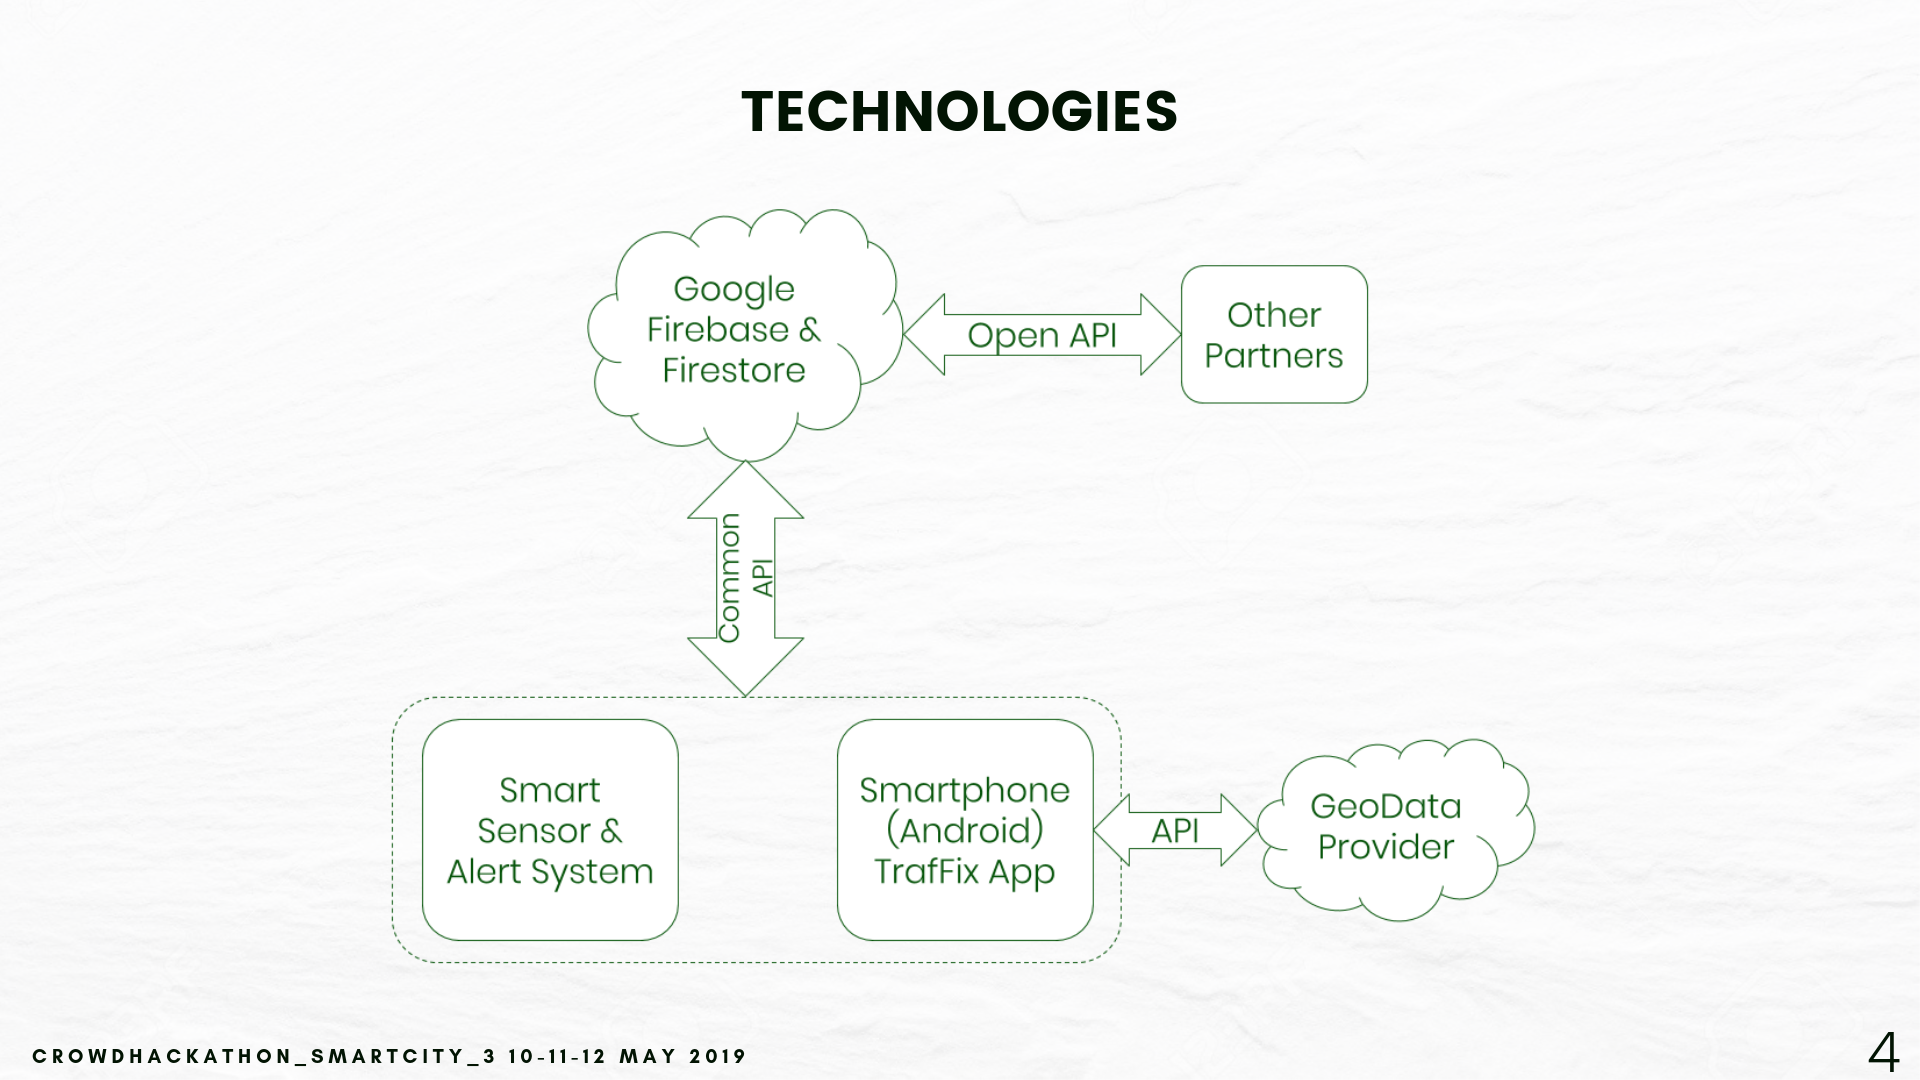 TECHNOLOGIES
Google
Firebase &
Firestore
Open API
Other
Partners
Common
API
Smart
Sensor &
Alert System
Smartphone
(Android)
TrafFix App
API
GeoData
Provider
CROWDHACKATHON_SMARTCITY_3 10-11-12 MAY 2019
4